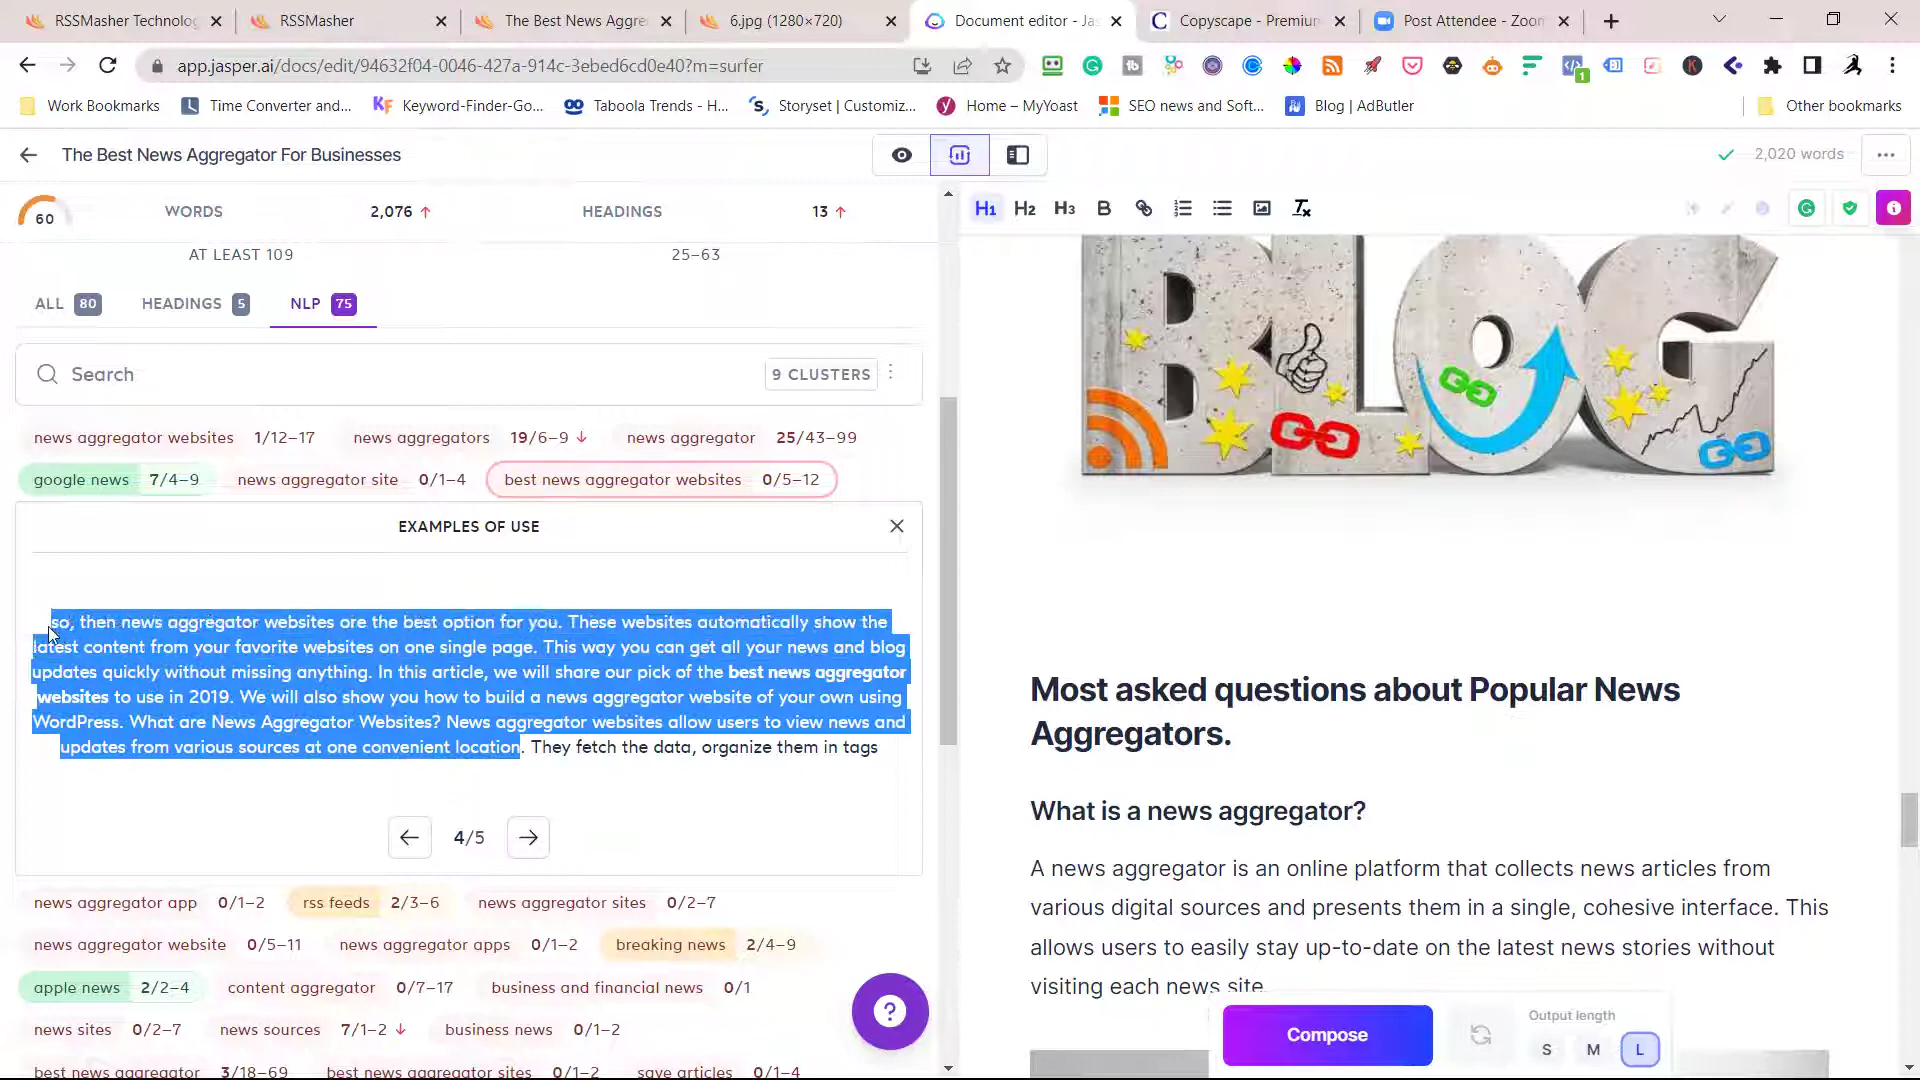 RSSMasher Technolog
RSSMasher
The Best News Aggre
6.jpg (1280×720)
Document editor - Jas
Copyscape - Premium
Post Attendee - Zoom
app.jasper.ai/docs/edit/94632f04-0046-427a-914c-3ebed6cd0e40?m=surfer
Work Bookmarks
Time Converter and...
Keyword-Finder-Go...
Taboola Trends - H...
Storyset | Customiz...
Home – MyYoast
SEO news and Soft...
Blog | AdButler
Other bookmarks
The Best News Aggregator For Businesses
2,020 words
60
WORDS 2,076 ↑
HEADINGS 13 ↑
AT LEAST 109
25–63
ALL 80
HEADINGS 5
NLP 75
Search
9 CLUSTERS
news aggregator websites 1/12–17 news aggregators 19/6–9 ↓ news aggregator 25/43–99
google news 7/4–9 news aggregator site 0/1–4 best news aggregator websites 0/5–12
EXAMPLES OF USE
so, then news aggregator websites are the best option for you. These websites automatically show the
latest content from your favorite websites on one single page. This way you can get all your news and blog
updates quickly without missing anything. In this article, we will share our pick of the best news aggregator
websites to use in 2019. We will also show you how to build a news aggregator website of your own using
WordPress. What are News Aggregator Websites? News aggregator websites allow users to view news and
updates from various sources at one convenient location. They fetch the data, organize them in tags
← 4/5 →
news aggregator app 0/1–2 rss feeds 2/3–6 news aggregator sites 0/2–7
news aggregator website 0/5–11 news aggregator apps 0/1–2 breaking news 2/4–9
apple news 2/2–4 content aggregator 0/7–17 business and financial news 0/1
news sites 0/2–7 news sources 7/1–2 ↓ business news 0/1–2
best news aggregator 3/18–69 best news aggregator sites 0/1–2 save articles 0/1–4
H1 H2 H3 B
BLOG
Most asked questions about Popular News
Aggregators.
What is a news aggregator?
A news aggregator is an online platform that collects news articles from
various digital sources and presents them in a single, cohesive interface. This
allows users to easily stay up-to-date on the latest news stories without
visiting each news site.
Compose
Output length
S M L